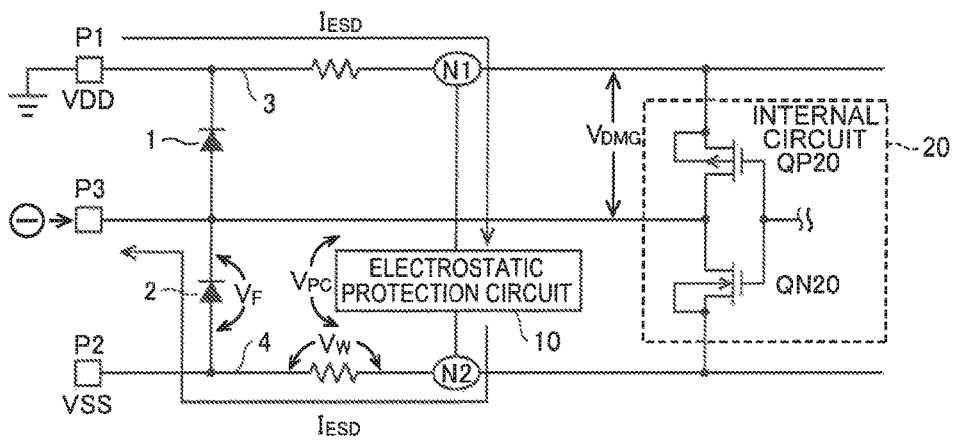 IESD
P1
VDD
3
N1
1
VDMG
INTERNAL
CIRCUIT
QP20
20
P3
ELECTROSTATIC
PROTECTION CIRCUIT
10
VPC
2
VF
QN20
P2
VSS
4
VW
N2
IESD